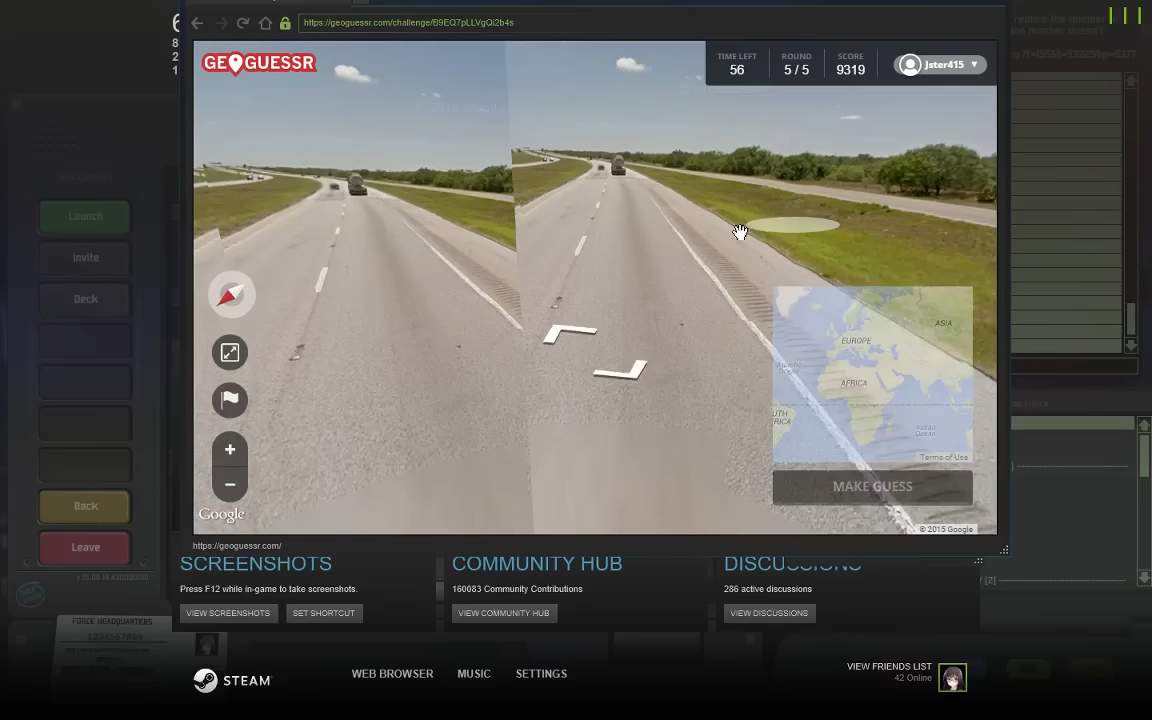 https://geoguessr.com/challenge/B9EQ7pLLVgQi2b4s
GEOGUESSR
TIME LEFT
56
ROUND
5 / 5
SCORE
9319
Jster415
Launch
Invite
Deck
Back
Leave
EUROPE
ASIA
AFRICA
Terms of Use
MAKE GUESS
+
−
Google
© 2015 Google
https://geoguessr.com/
SCREENSHOTS
Press F12 while in-game to take screenshots.
VIEW SCREENSHOTS
SET SHORTCUT
COMMUNITY HUB
160083 Community Contributions
VIEW COMMUNITY HUB
DISCUSSIONS
286 active discussions
VIEW DISCUSSIONS
FORCE HEADQUARTERS
STEAM
WEB BROWSER
MUSIC
SETTINGS
VIEW FRIENDS LIST
42 Online